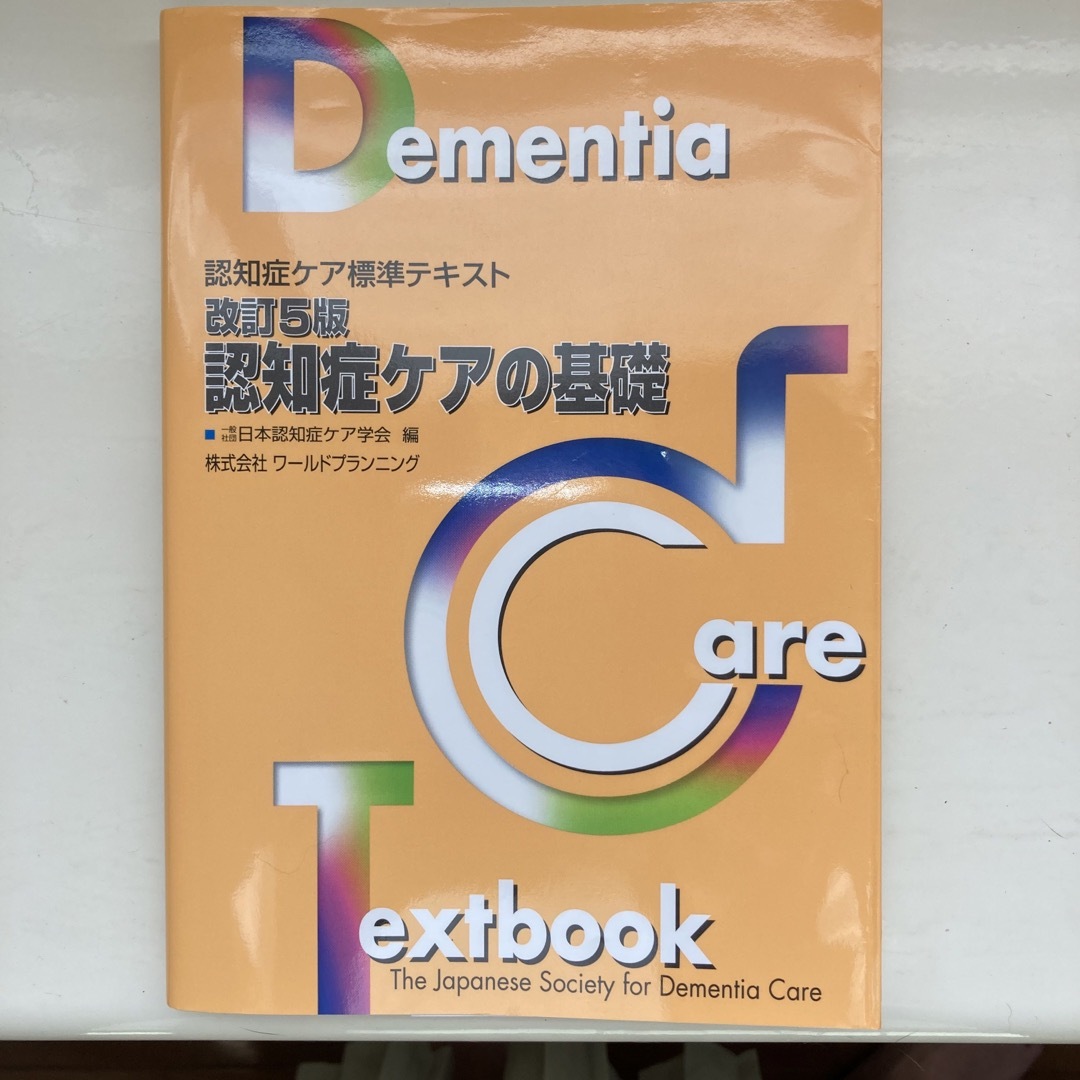 Dementia
認知症ケア標準テキスト
改訂5版
認知症ケアの基礎
■一般社団日本認知症ケア学会 編
株式会社 ワールドプランニング
Care
Textbook
The Japanese Society for Dementia Care